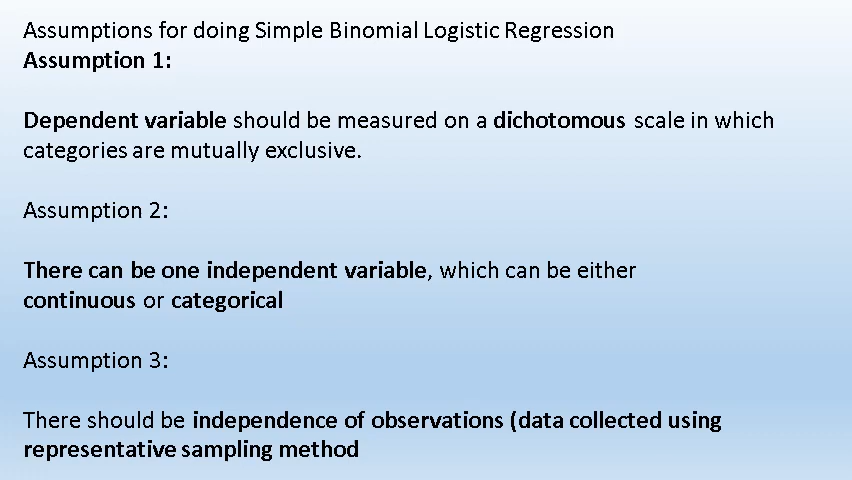 Assumptions for doing Simple Binomial Logistic Regression
Assumption 1:
Dependent variable should be measured on a dichotomous scale in which
categories are mutually exclusive.
Assumption 2:
There can be one independent variable, which can be either
continuous or categorical
Assumption 3:
There should be independence of observations (data collected using
representative sampling method